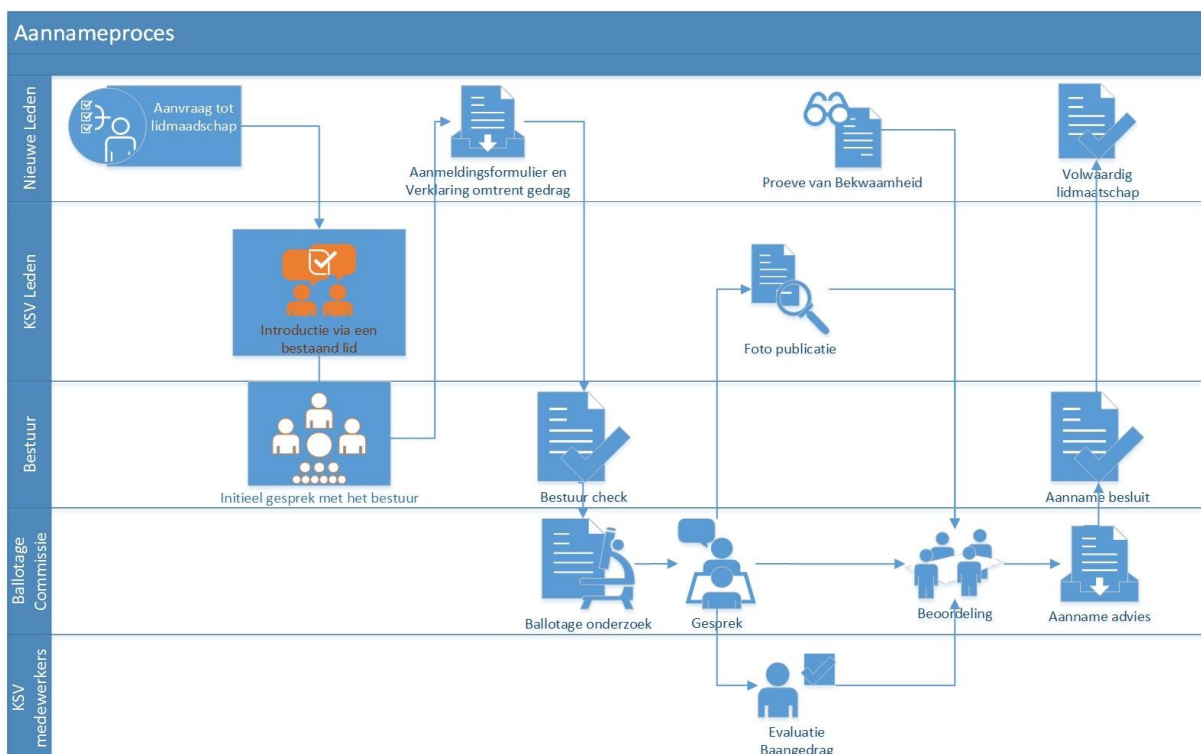 Aannameproces
Nieuwe Leden
Aanvraag tot
lidmaadschap
Aanmeldingsformulier en
Verklaring omtrent gedrag
Proeve van Bekwaamheid
Volwaardig
lidmaatschap
KSV Leden
Introductie via een
bestaand lid
Foto publicatie
Bestuur
Initieel gesprek met het bestuur
Bestuur check
Aanname besluit
Ballotage
Commissie
Ballotage onderzoek
Gesprek
Beoordeling
Aanname advies
KSV
medewerkers
Evaluatie
Baangedrag